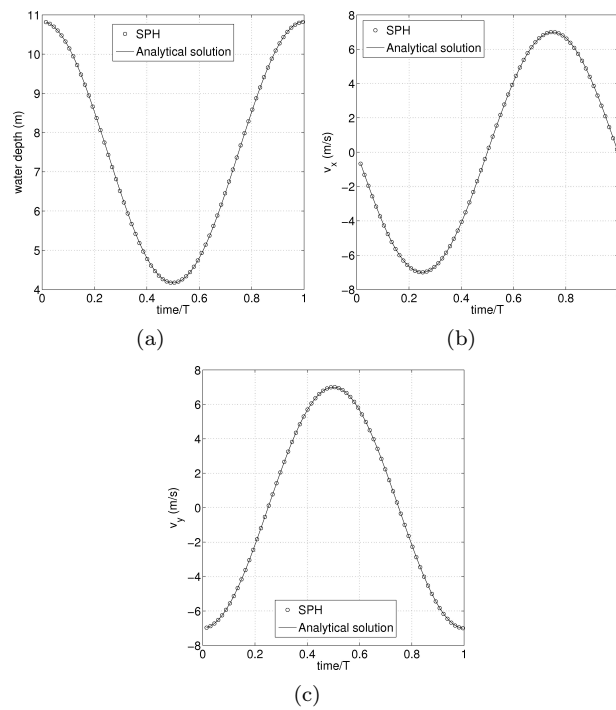 11
10
9
8
7
6
5
4
water depth (m)
SPH
Analytical solution
0 0.2 0.4 0.6 0.8 1
time/T
(a)
8
6
4
2
0
−2
−4
−6
−8
v_x (m/s)
SPH
Analytical solution
0 0.2 0.4 0.6 0.8
time/T
(b)
8
6
4
2
0
−2
−4
−6
−8
v_y (m/s)
SPH
Analytical solution
0 0.2 0.4 0.6 0.8 1
time/T
(c)